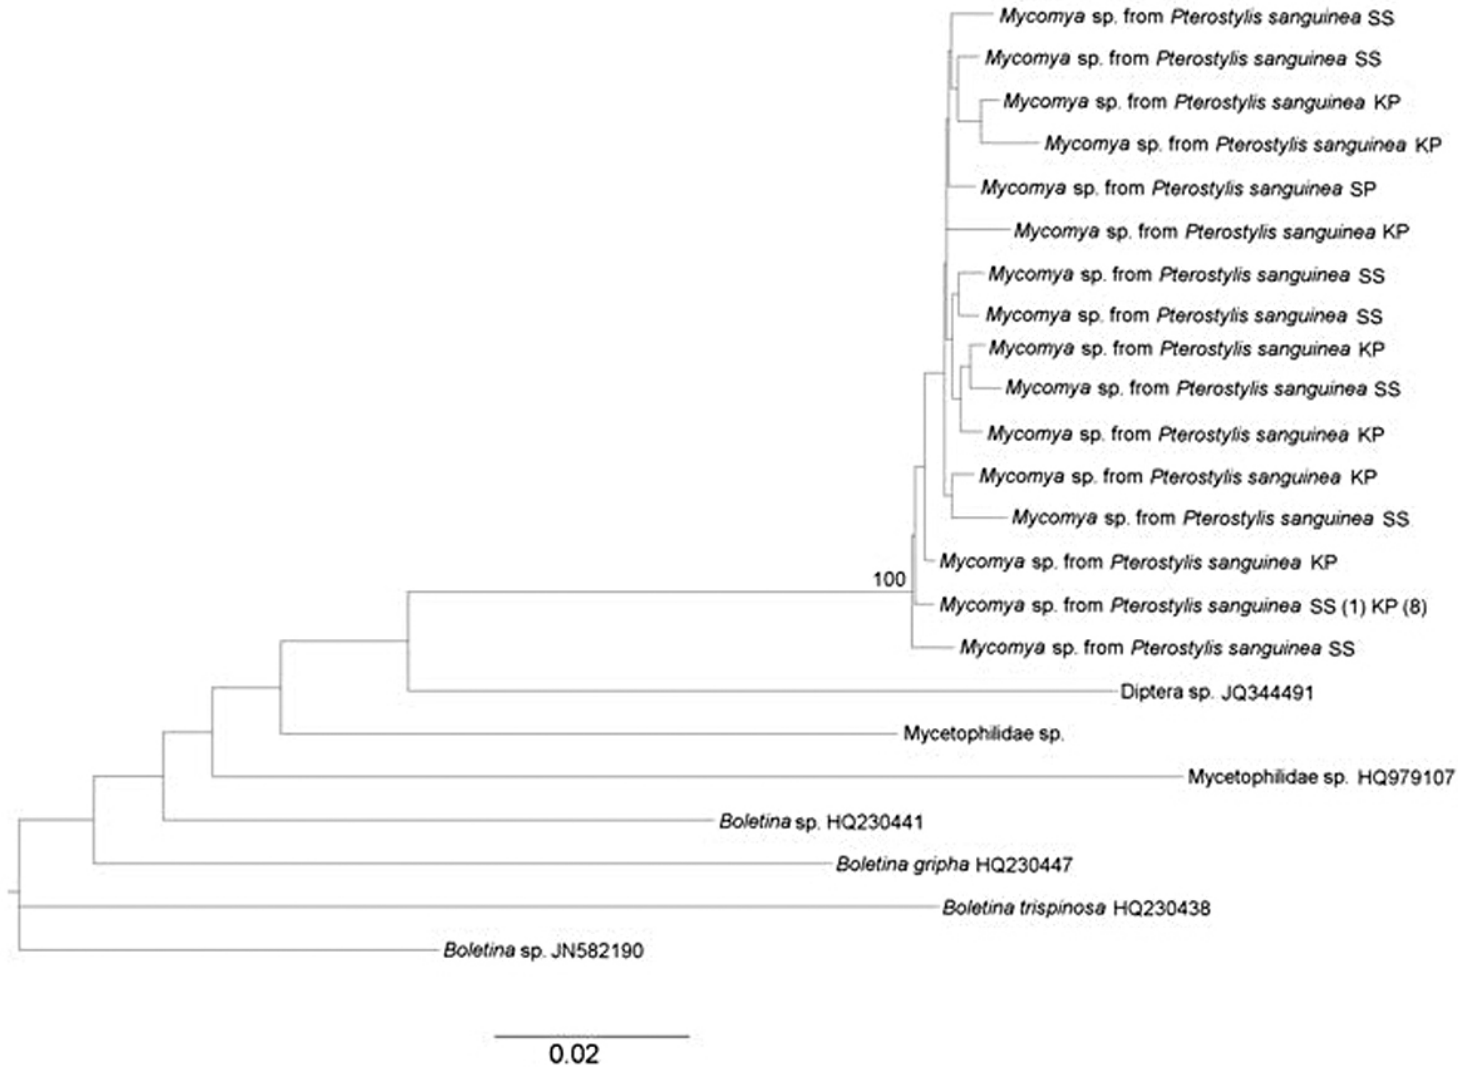 Mycomya sp. from Pterostylis sanguinea SS
Mycomya sp. from Pterostylis sanguinea SS
Mycomya sp. from Pterostylis sanguinea KP
Mycomya sp. from Pterostylis sanguinea KP
Mycomya sp. from Pterostylis sanguinea SP
Mycomya sp. from Pterostylis sanguinea KP
Mycomya sp. from Pterostylis sanguinea SS
Mycomya sp. from Pterostylis sanguinea SS
Mycomya sp. from Pterostylis sanguinea KP
Mycomya sp. from Pterostylis sanguinea SS
Mycomya sp. from Pterostylis sanguinea KP
Mycomya sp. from Pterostylis sanguinea KP
Mycomya sp. from Pterostylis sanguinea SS
Mycomya sp. from Pterostylis sanguinea KP
100
Mycomya sp. from Pterostylis sanguinea SS (1) KP (8)
Mycomya sp. from Pterostylis sanguinea SS
Diptera sp. JQ344491
Mycetophilidae sp.
Mycetophilidae sp. HQ979107
Boletina sp. HQ230441
Boletina gripha HQ230447
Boletina trispinosa HQ230438
Boletina sp. JN582190
0.02